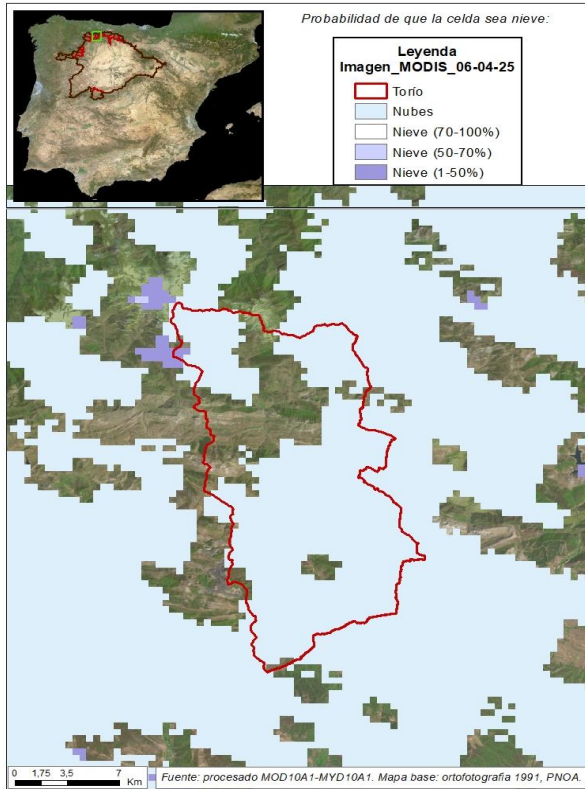 Probabilidad de que la celda sea nieve:
Leyenda
Imagen_MODIS_06-04-25
Torío
Nubes
Nieve (70-100%)
Nieve (50-70%)
Nieve (1-50%)
0 1,75 3,5 7
Km
Fuente: procesado MOD10A1-MYD10A1. Mapa base: ortofotografía 1991, PNOA.